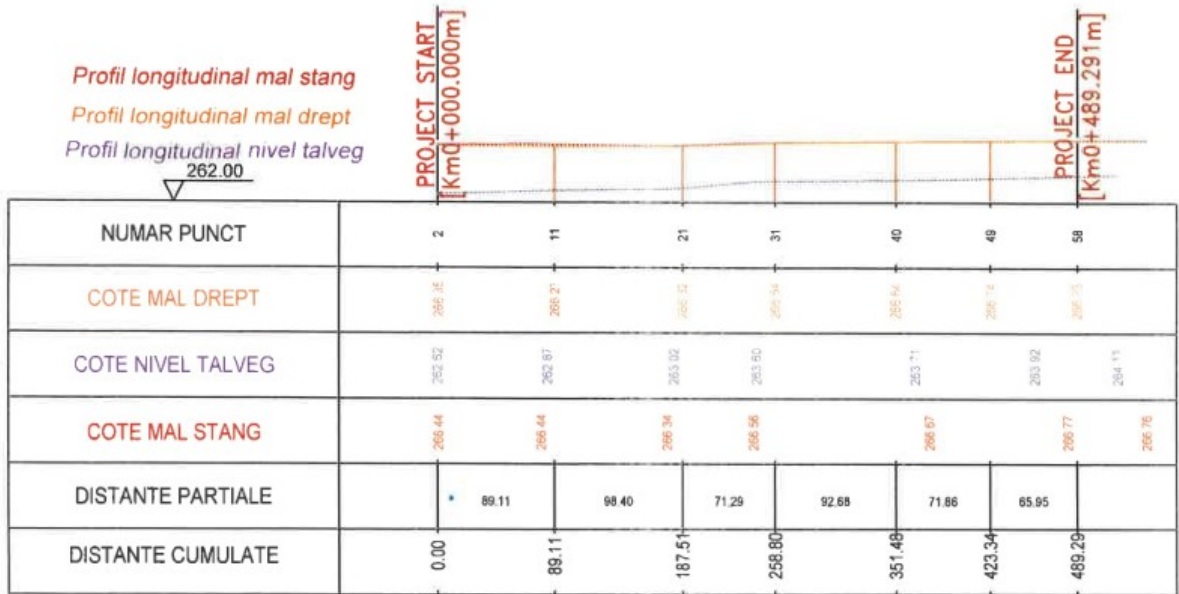 Profil longitudinal mal stang
Profil longitudinal mal drept
Profil longitudinal nivel talveg
262.00
PROJECT START
[Km0+000.000m]
PROJECT END
[Km0+489.291m]
NUMAR PUNCT 2 11 21 31 40 49 58
COTE MAL DREPT 266.21 266.54 266.64
COTE NIVEL TALVEG 262.52 262.87 263.02 263.60 263.71 263.92 264.11
COTE MAL STANG 266.44 266.44 266.34 266.56 266.67 266.77 266.76
DISTANTE PARTIALE 89.11 98.40 71.29 92.68 71.86 65.95
DISTANTE CUMULATE 0.00 89.11 187.51 258.80 351.48 423.34 489.29